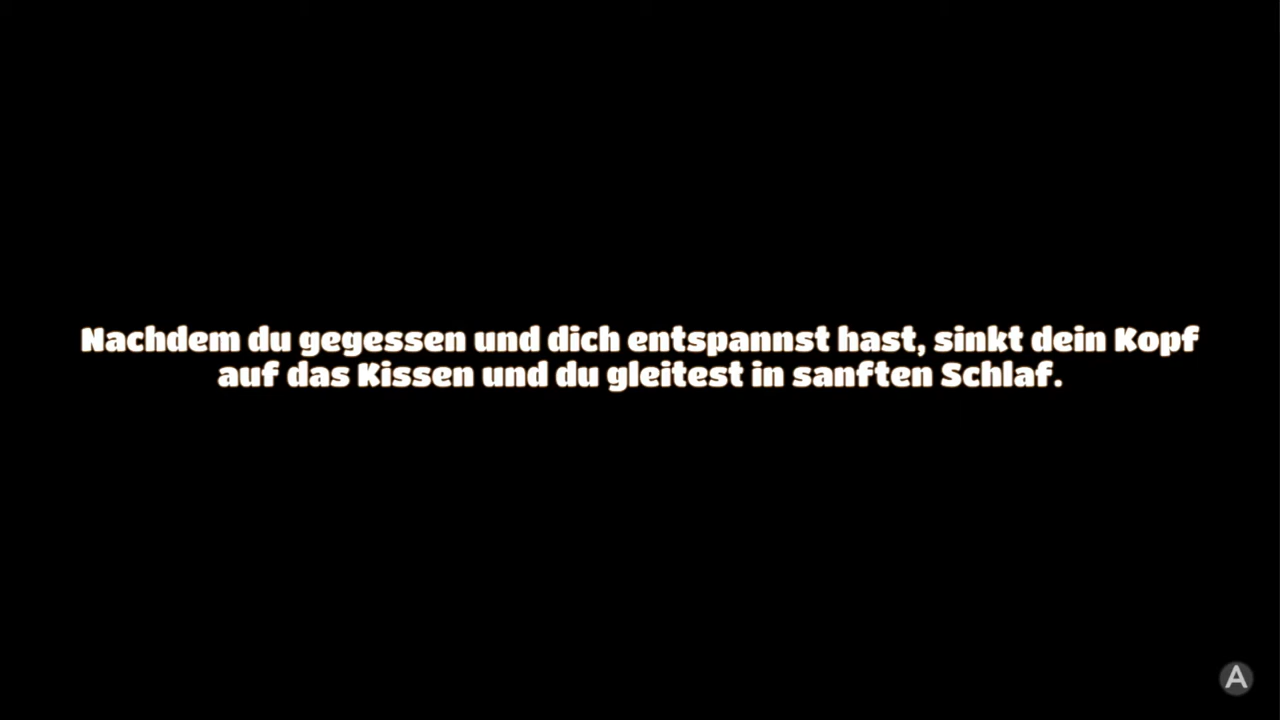 Nachdem du gegessen und dich entspannst hast, sinkt dein Kopf
auf das Kissen und du gleitest in sanften Schlaf.
A